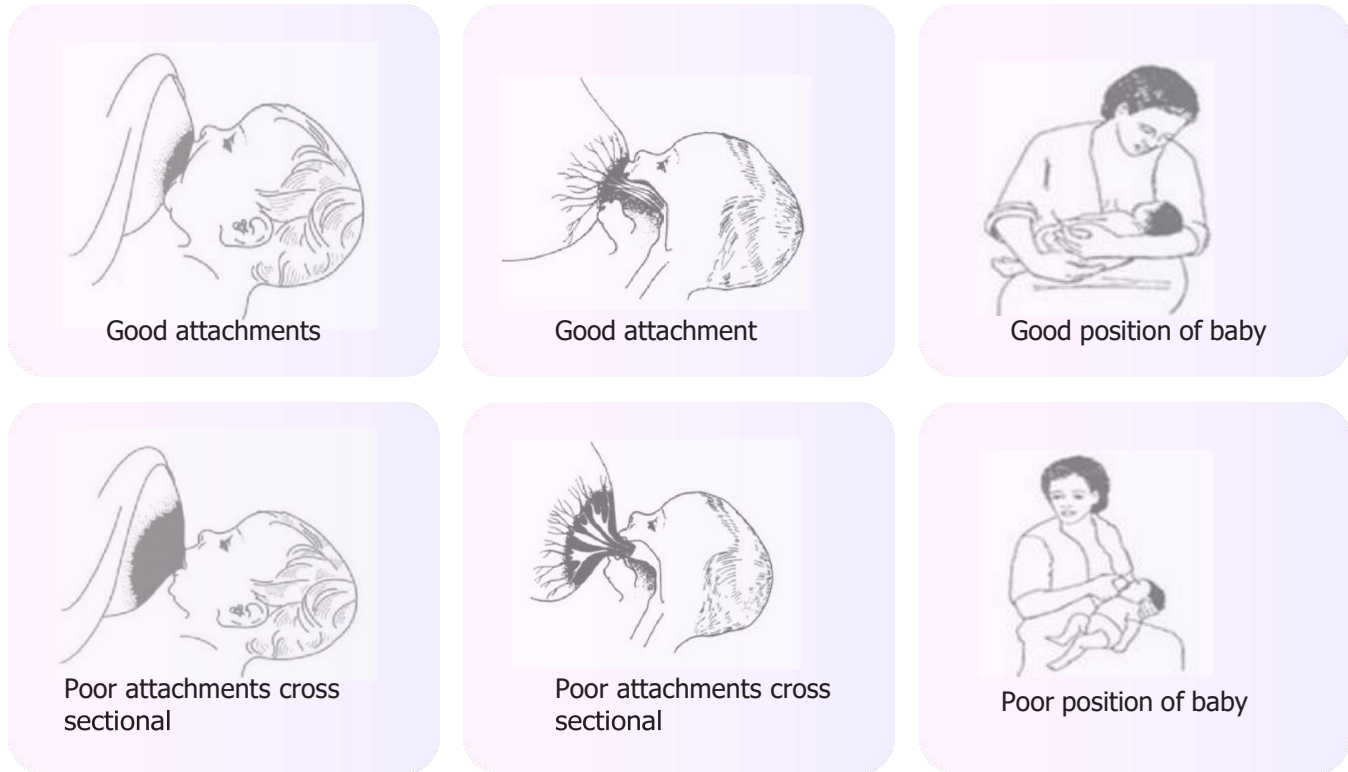 Good attachments
Good attachment
Good position of baby
Poor attachments cross
sectional
Poor attachments cross
sectional
Poor position of baby